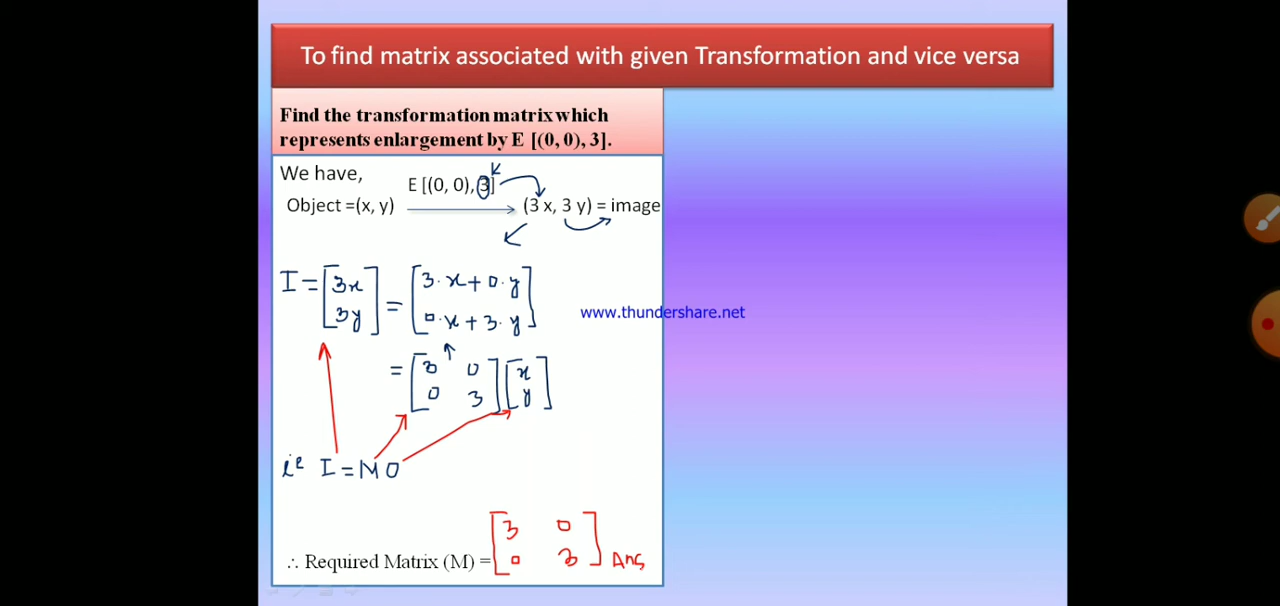 To find matrix associated with given Transformation and vice versa
Find the transformation matrix which
represents enlargement by E [(0, 0), 3].
We have,
E [(0, 0), 3] K
Object =(x, y) (3 x, 3 y) = image
I = [3x 3y] = [3·x + 0·y 0·x + 3·y]
www.thundershare.net
= [3 0 0 3] [x y]
ie I = M O
∴ Required Matrix (M) = [3 0 0 3] Ans